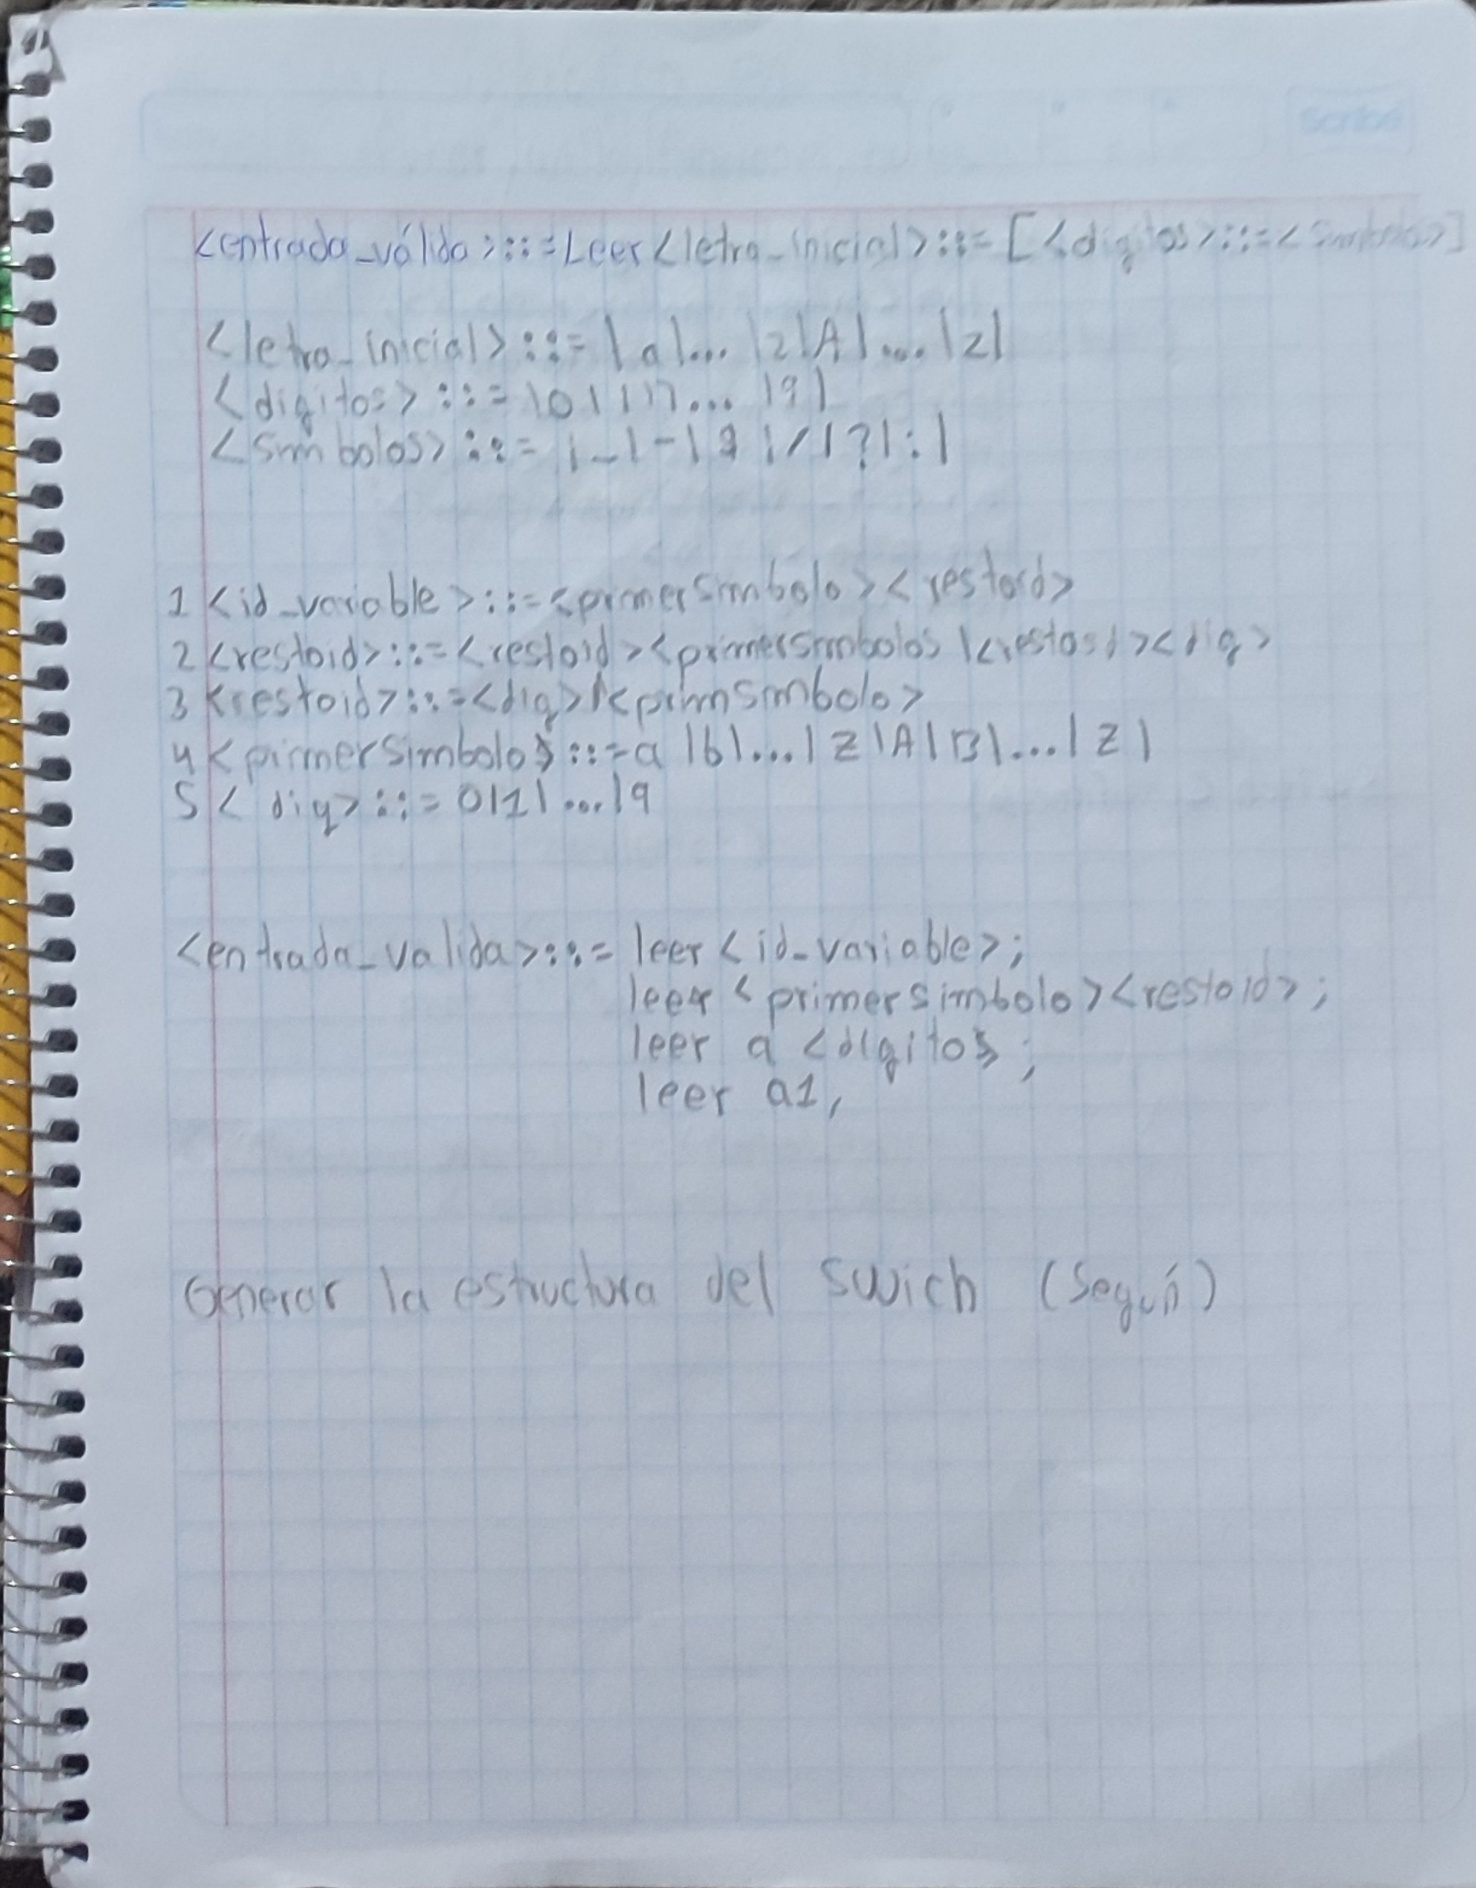 Scribe
<entrada_válida>::=Leer<letra_inicial>::=[<digitos>::=<Simbolos>]
<letra_inicial>::=|a|...|z|A|...|z|
<digitos>::=|0|1|?|...|9|
<Simbolos>::= |_|-| |/|?|:|
1 <id_variable>::=<primerSimbolo><restoid>
2 <restoid>::=<restoid><primersimbolos|<restoid><dig>
3 <restoid>::=<dig>|<primsimbolo>
4 <pirmersimbolo>::=a|b|...|Z|A|B|...|Z|
5 < dig>::=0|1|...|9
<entrada_valida>::= leer <id_variable>;
leer <primersimbolo><restoid>;
leer a <digitos;
leer a1,
Generar la estructura del swich (Según)